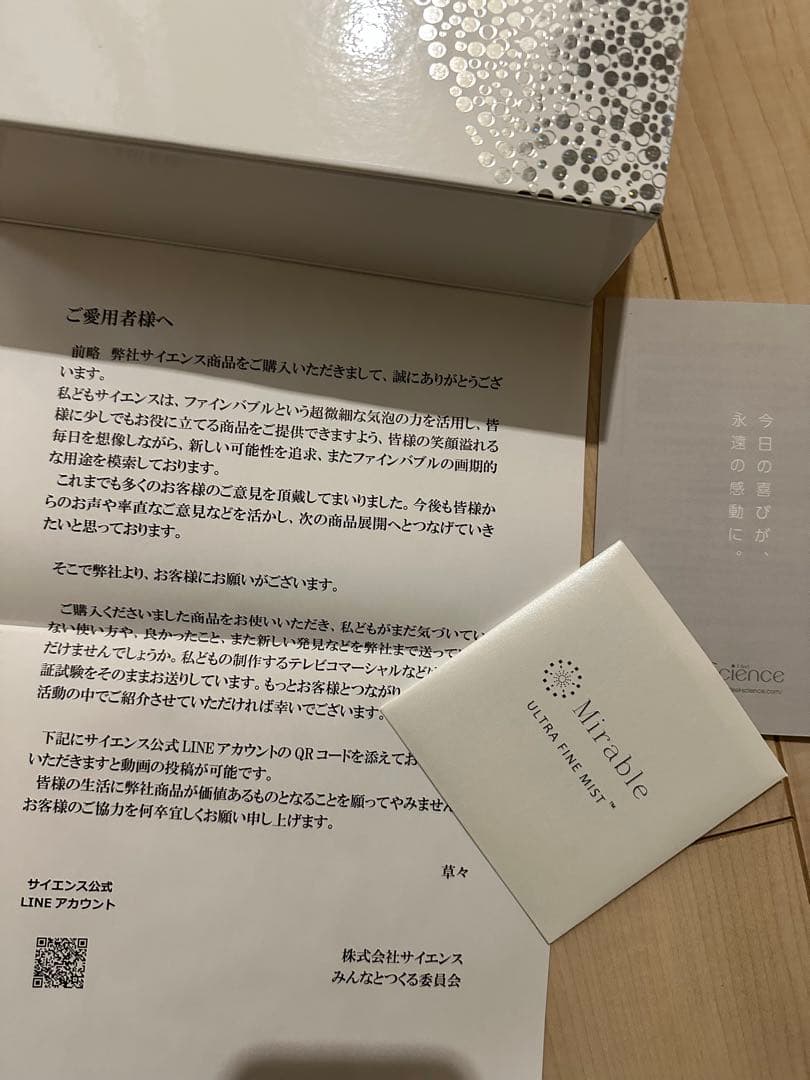 ご愛用者様へ
前略 弊社サイエンス商品をご購入いただきまして、誠にありがとうござ
います。
私どもサイエンスは、ファインバブルという超微細な気泡の力を活用し、皆
様に少しでもお役に立てる商品をご提供できますよう、皆様の笑顔溢れる
毎日を想像しながら、新しい可能性を追求、またファインバブルの画期的
な用途を模索しております。
これまでも多くのお客様のご意見を頂戴してまいりました。今後も皆様か
らのお声や率直なご意見などを活かし、次の商品展開へとつなげていき
たいと思っております。
そこで弊社より、お客様にお願いがございます。
ご購入くださいました商品をお使いいただき、私どもがまだ気づいてい
ない使い方や、良かったこと、また新しい発見などを弊社まで送って
だけませんでしょうか。私どもの制作するテレビコマーシャルなど
証試験をそのままお送りしています。もっとお客様とつながり
活動の中でご紹介させていただければ幸いでございます。
下記にサイエンス公式LINEアカウントのQRコードを添えてお
いただきますと動画の投稿が可能です。
皆様の生活に弊社商品が価値あるものとなることを願ってやみません
お客様のご協力を何卒宜しくお願い申し上げます。
草々
サイエンス公式
LINEアカウント
株式会社サイエンス
みんなとつくる委員会
Mirable
ULTRA FINE MIST™
今日の喜びが、
永遠の感動に。
Science